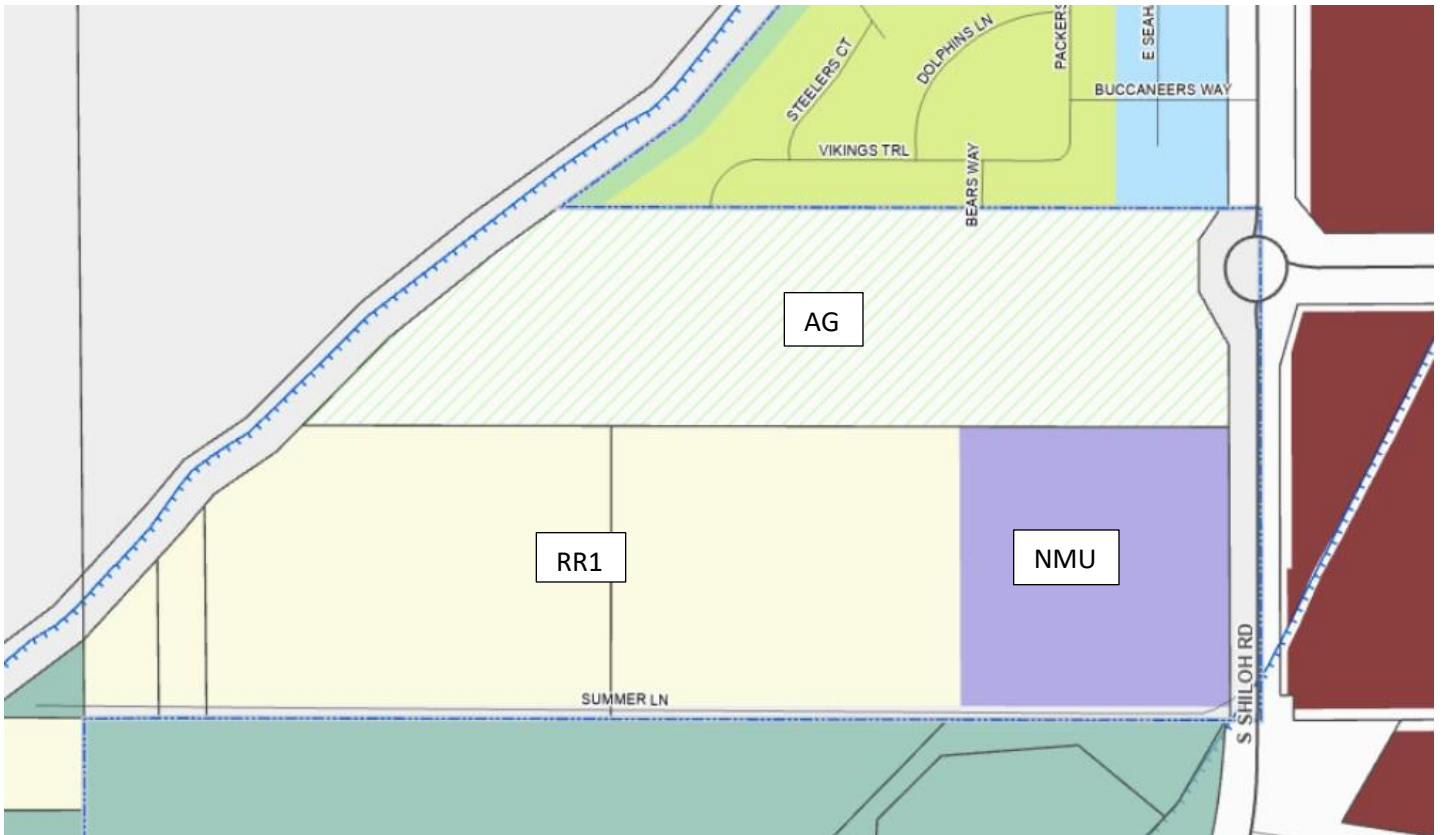 STEELERS CT
DOLPHINS LN
PACKERS
E SEAH
BUCCANEERS WAY
VIKINGS TRL
BEARS WAY
AG
RR1
NMU
SUMMER LN
S SHILOH RD